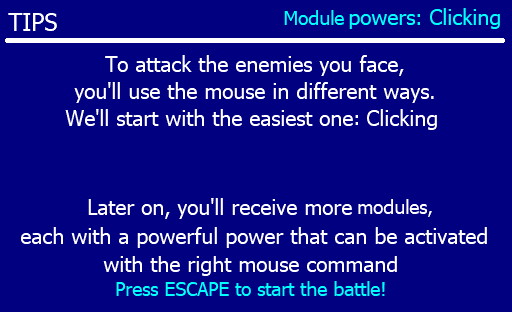 TIPS
Module powers: Clicking
To attack the enemies you face,
you'll use the mouse in different ways.
We'll start with the easiest one: Clicking
Later on, you'll receive more modules,
each with a powerful power that can be activated
with the right mouse command
Press ESCAPE to start the battle!